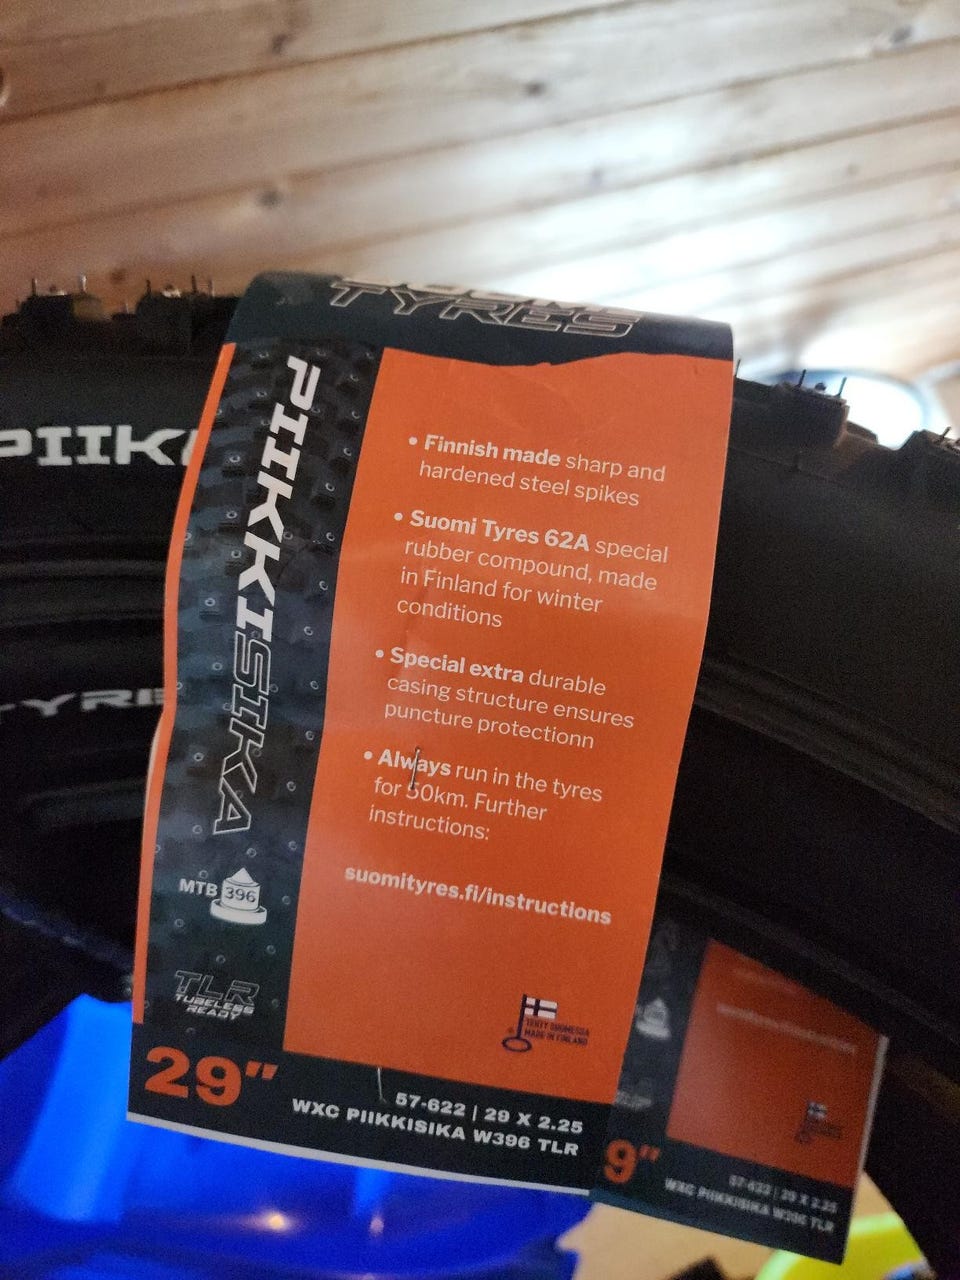 TYRES
PIIKKISIKA
PIIK
TYRE
• Finnish made sharp and
hardened steel spikes
• Suomi Tyres 62A special
rubber compound, made
in Finland for winter
conditions
• Special extra durable
casing structure ensures
puncture protectionn
• Always run in the tyres
for 50km. Further
instructions:
suomityres.fi/instructions
MTB 396
TLR
TUBELESS
READY
TEHTY SUOMESSA
MADE IN FINLAND
29"
57-622 | 29 X 2.25
WXC PIIKKISIKA W396 TLR
9"
57-622 | 29 X 2.25
WXC PIIKKISIKA W396 TLR